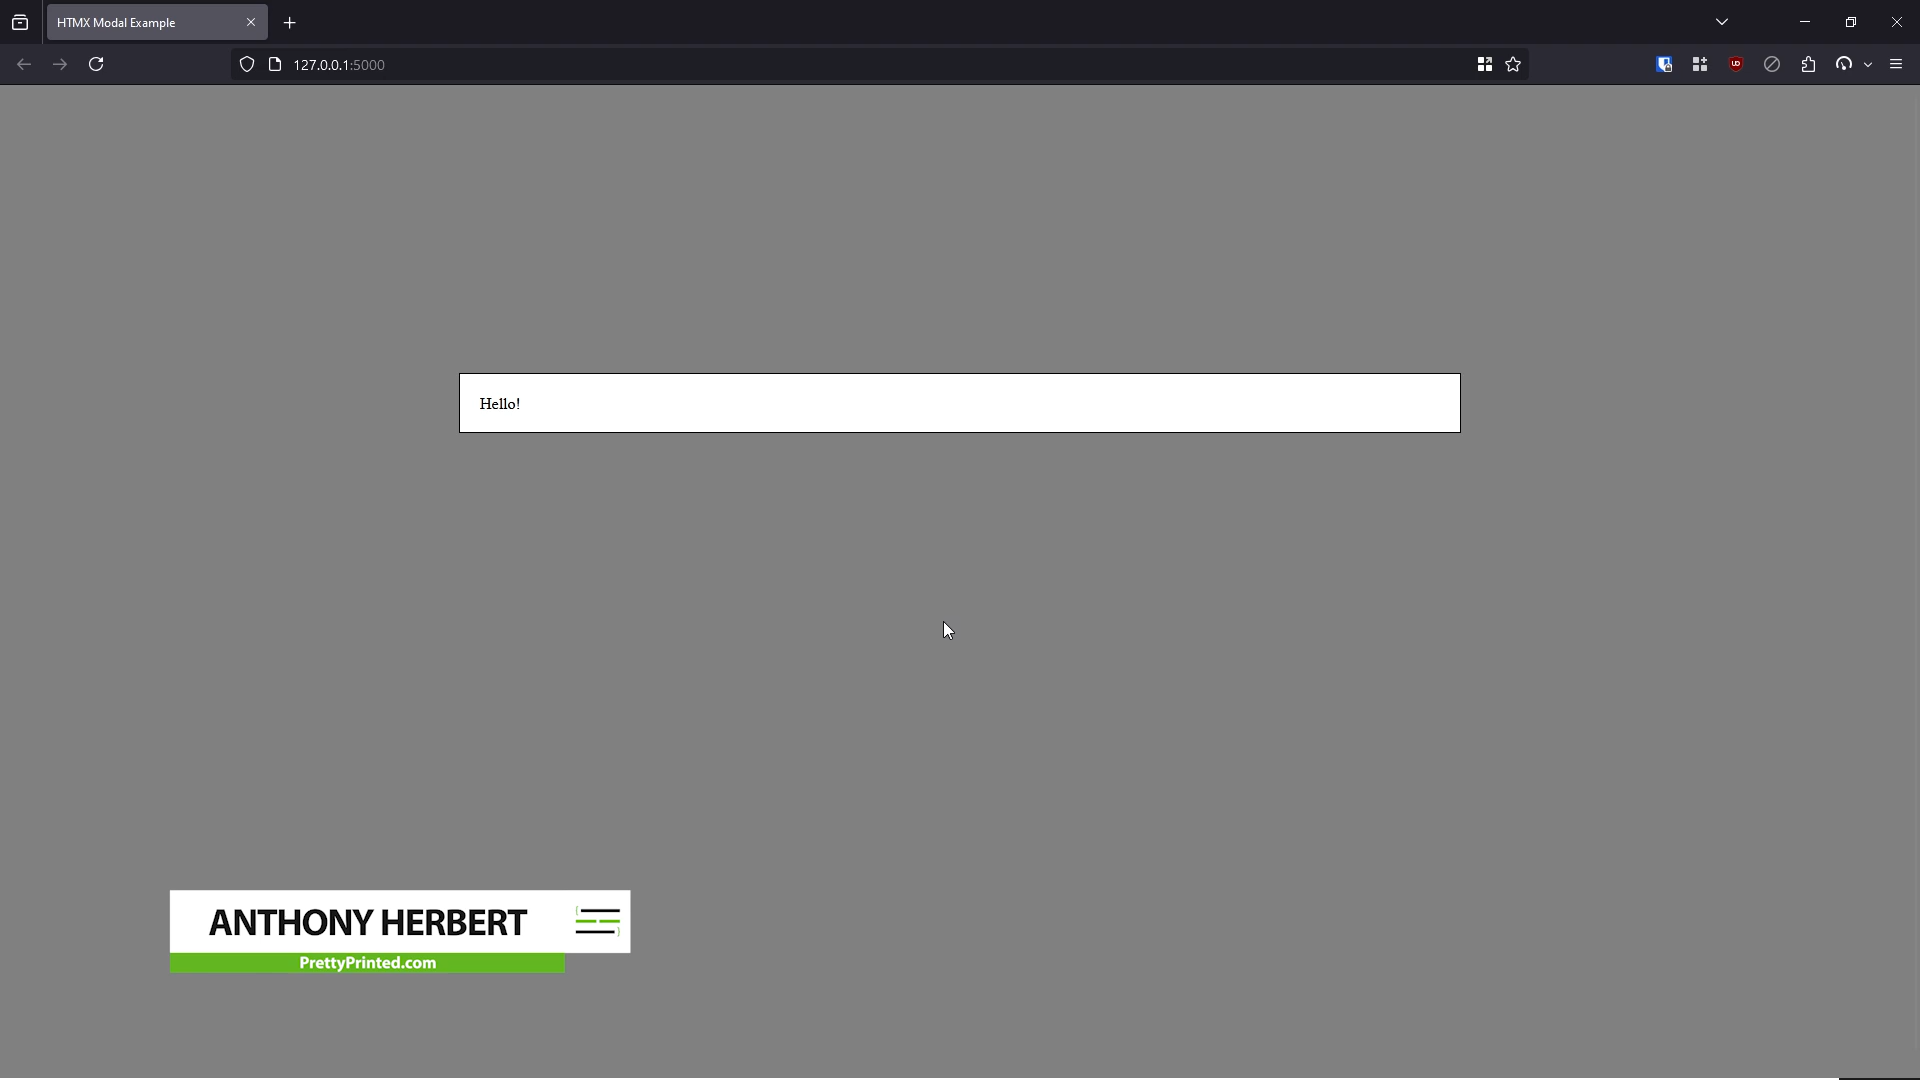 HTMX Modal Example
127.0.0.1:5000
Hello!
ANTHONY HERBERT
PrettyPrinted.com